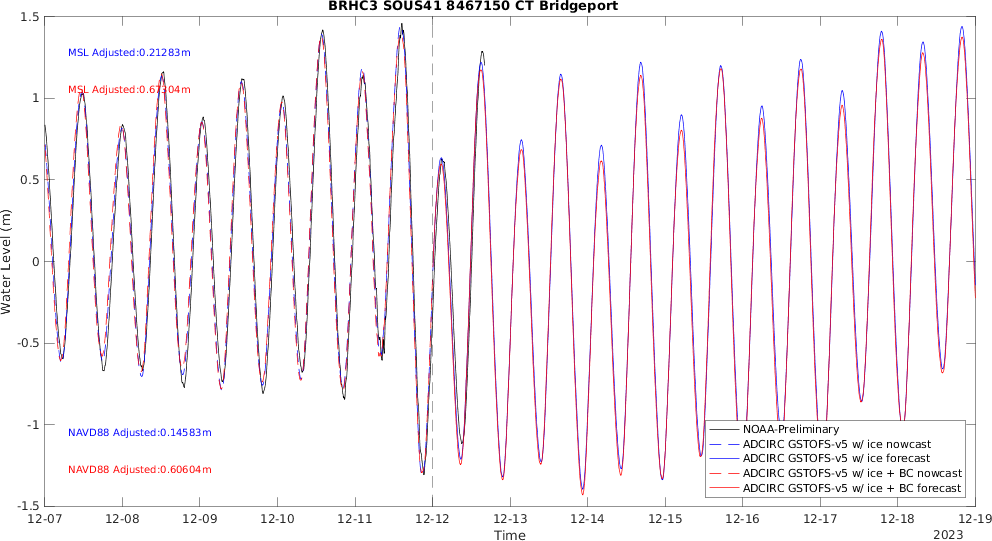 BRHC3 SOUS41 8467150 CT Bridgeport
1.5
1
0.5
0
-0.5
-1
-1.5
Water Level (m)
MSL Adjusted:0.21283m
MSL Adjusted:0.67304m
NAVD88 Adjusted:0.14583m
NAVD88 Adjusted:0.60604m
NOAA-Preliminary
ADCIRC GSTOFS-v5 w/ ice nowcast
ADCIRC GSTOFS-v5 w/ ice forecast
ADCIRC GSTOFS-v5 w/ ice + BC nowcast
ADCIRC GSTOFS-v5 w/ ice + BC forecast
12-07 12-08 12-09 12-10 12-11 12-12 12-13 12-14 12-15 12-16 12-17 12-18 12-19
Time
2023